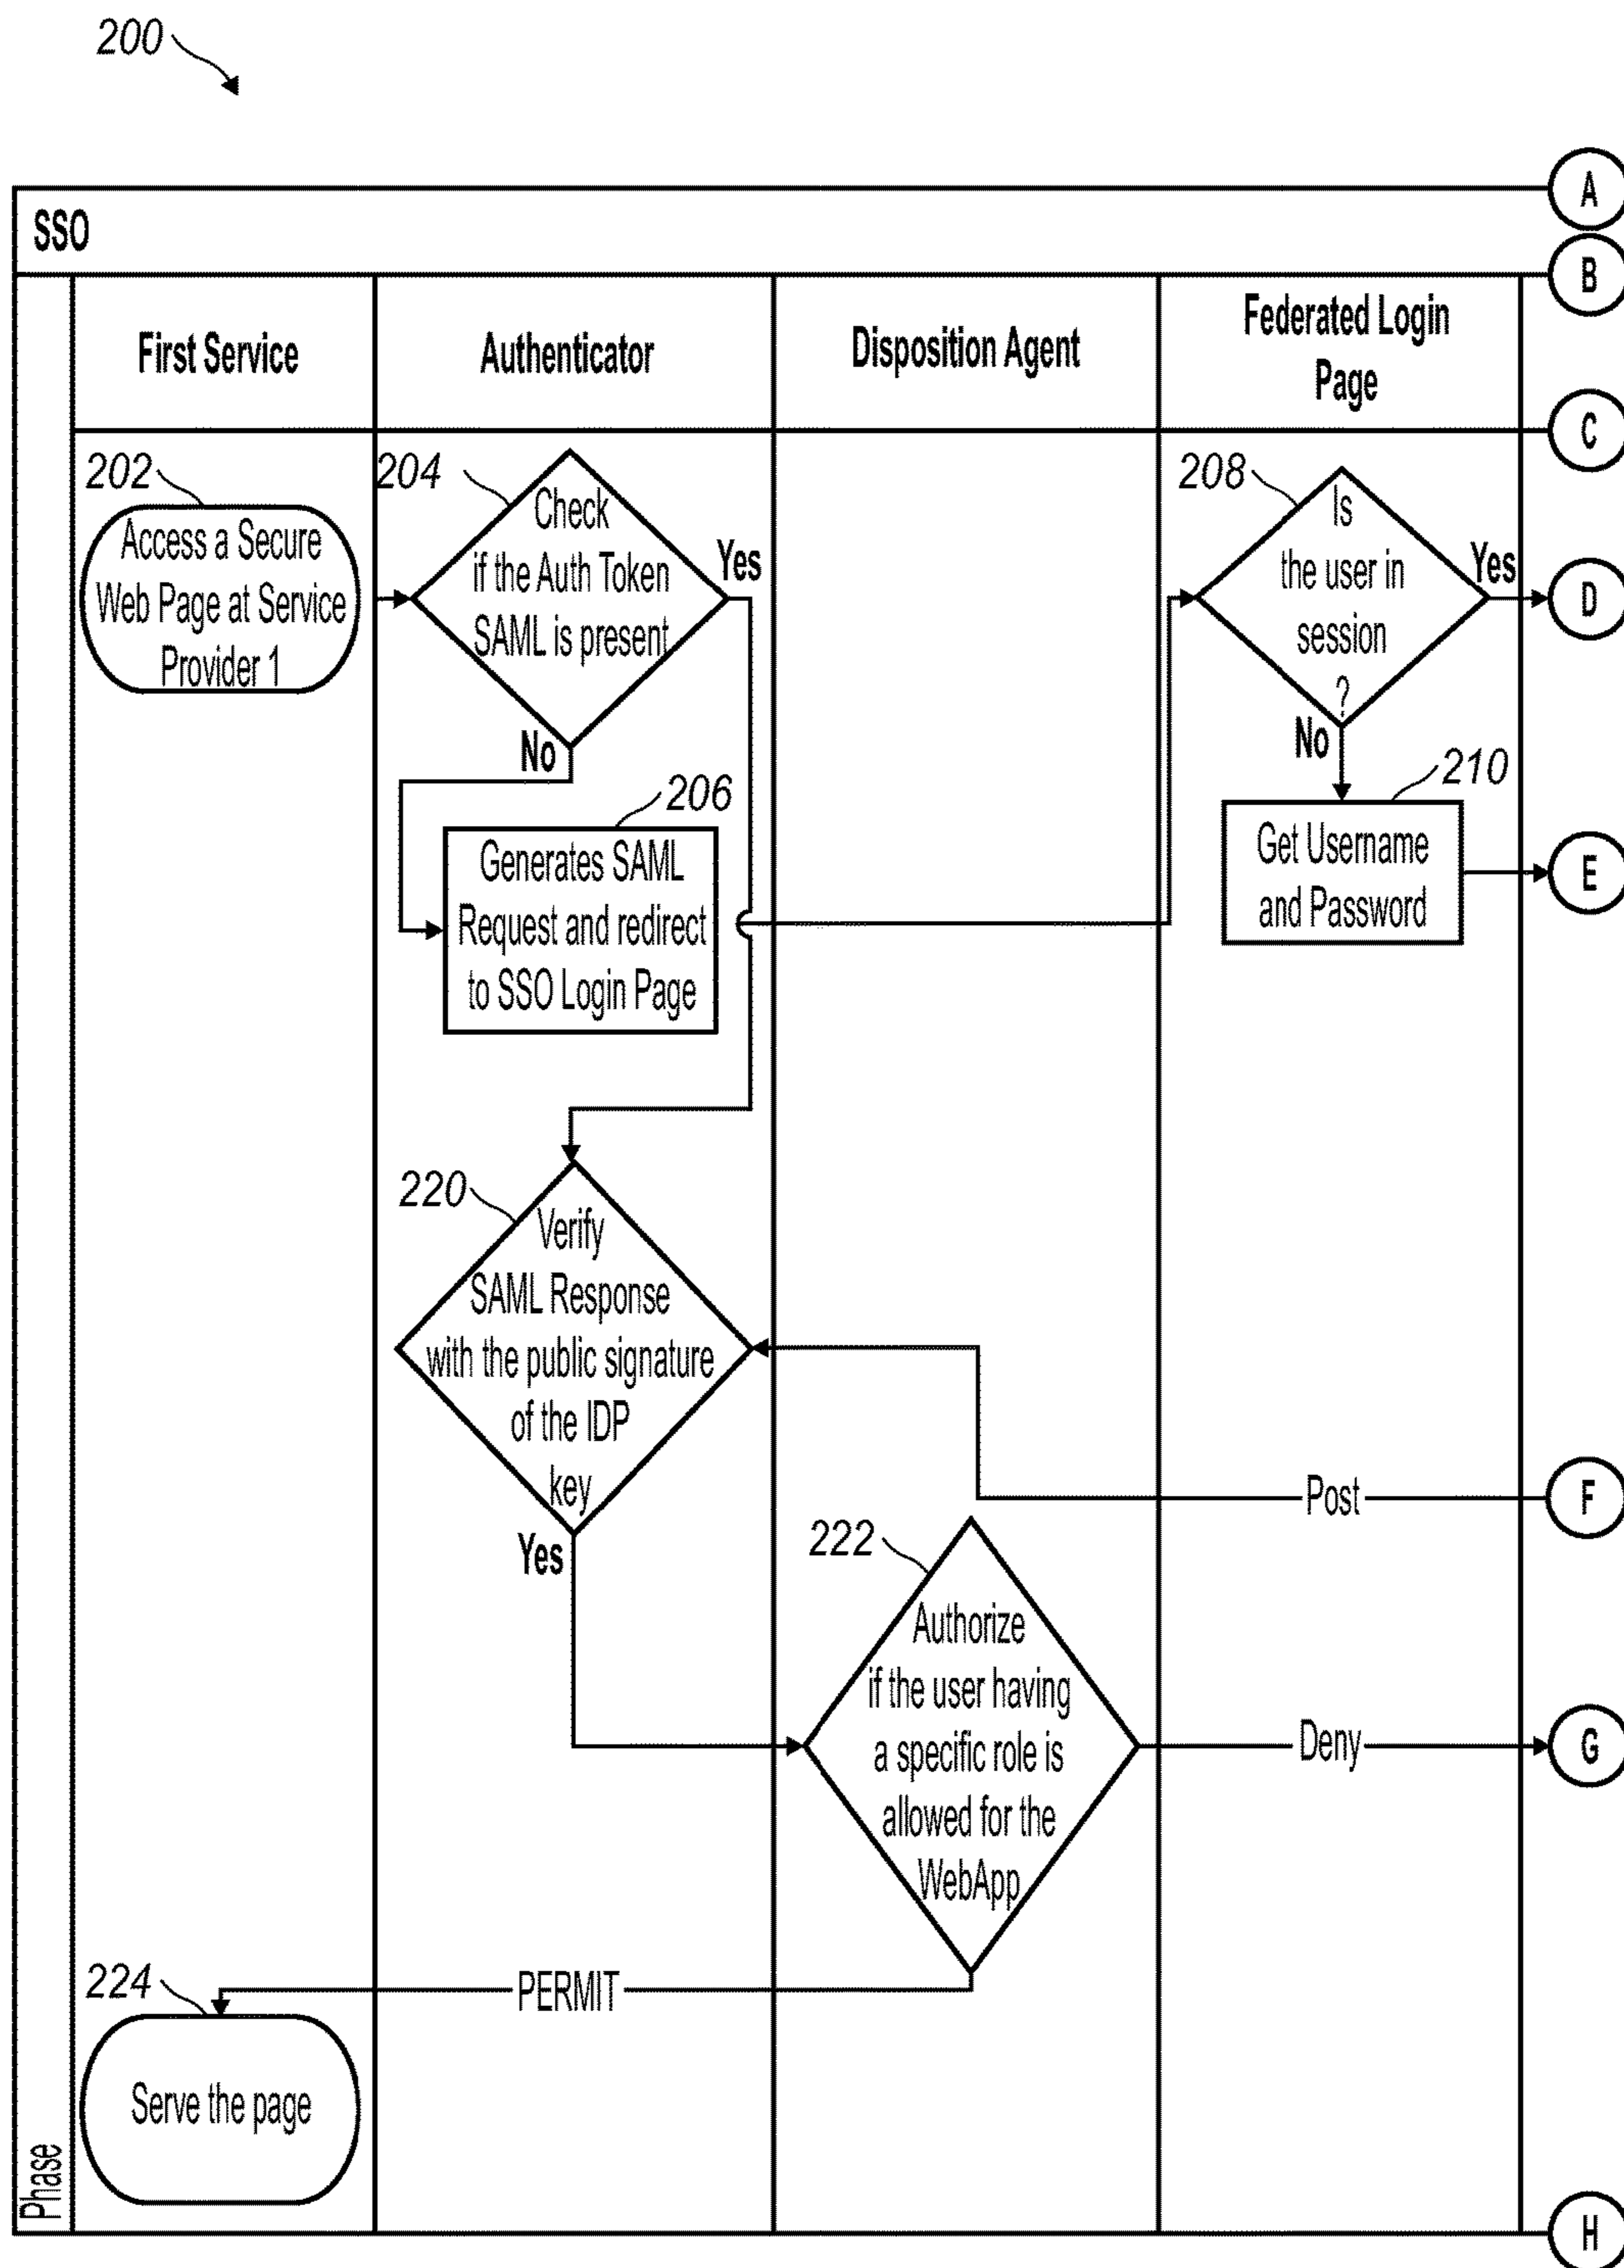 200
A
SSO
B
First Service
Authenticator
Disposition Agent
Federated Login
Page
C
202
Access a Secure
Web Page at Service
Provider 1
204
Check
if the Auth Token
SAML is present
Yes
No
208
Is
the user in
session
?
Yes
D
No
206
Generates SAML
Request and redirect
to SSO Login Page
210
Get Username
and Password
E
220
Verify
SAML Response
with the public signature
of the IDP
key
Yes
Post
F
222
Authorize
if the user having
a specific role is
allowed for the
WebApp
Deny
G
PERMIT
224
Serve the page
Phase
H